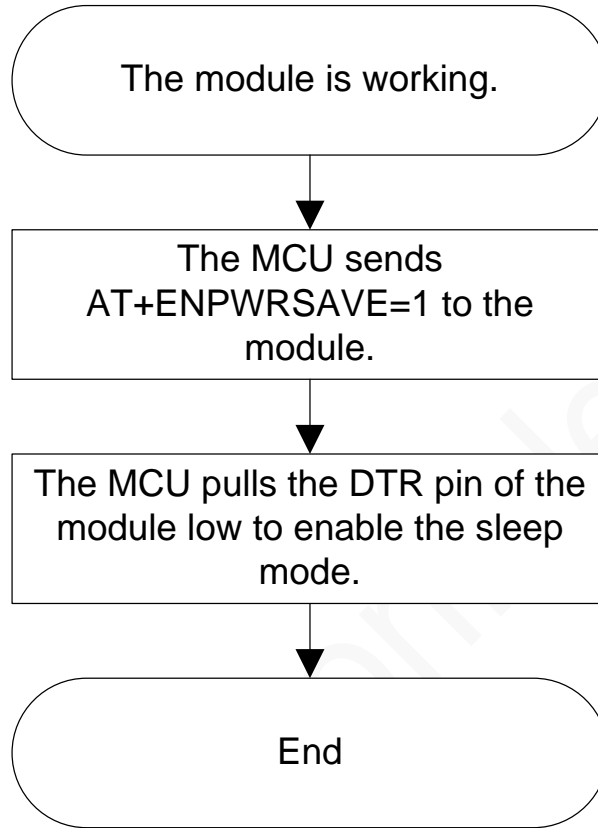 The module is working.
The MCU sends
AT+ENPWRSAVE=1 to the
module.
The MCU pulls the DTR pin of the
module low to enable the sleep
mode.
End